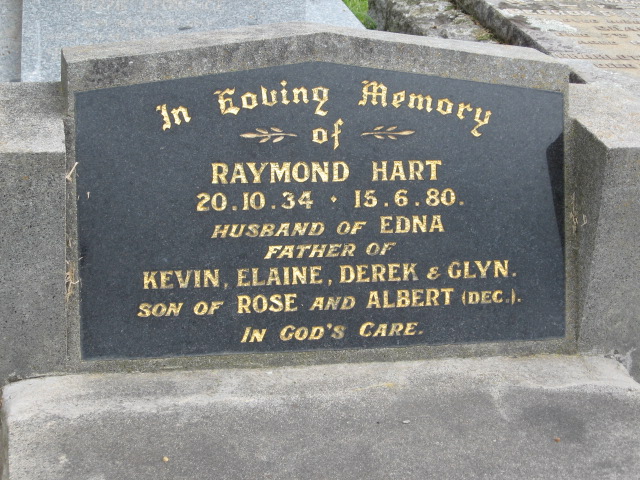 In Loving Memory
of
RAYMOND HART
20.10.34 · 15.6.80.
HUSBAND OF EDNA
FATHER OF
KEVIN, ELAINE, DEREK & GLYN.
SON OF ROSE AND ALBERT (DEC.).
IN GOD'S CARE.